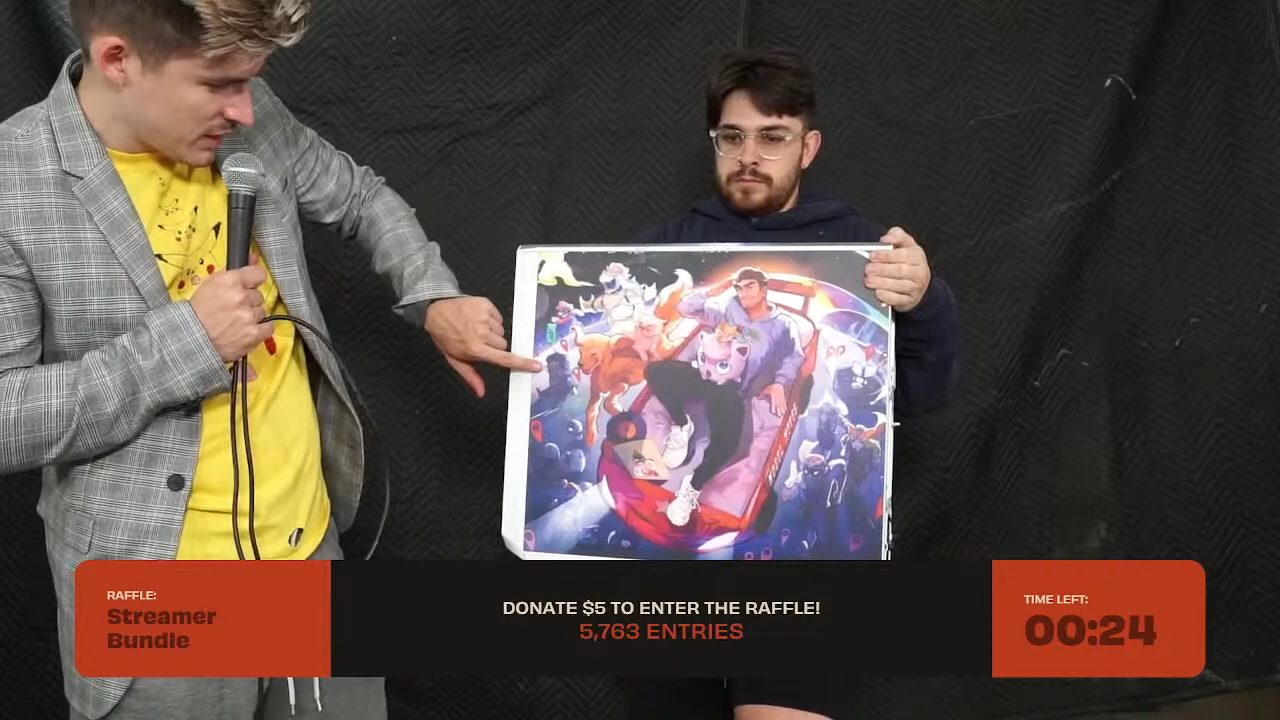 RAFFLE:
Streamer
Bundle
DONATE $5 TO ENTER THE RAFFLE!
5,763 ENTRIES
TIME LEFT:
00:24